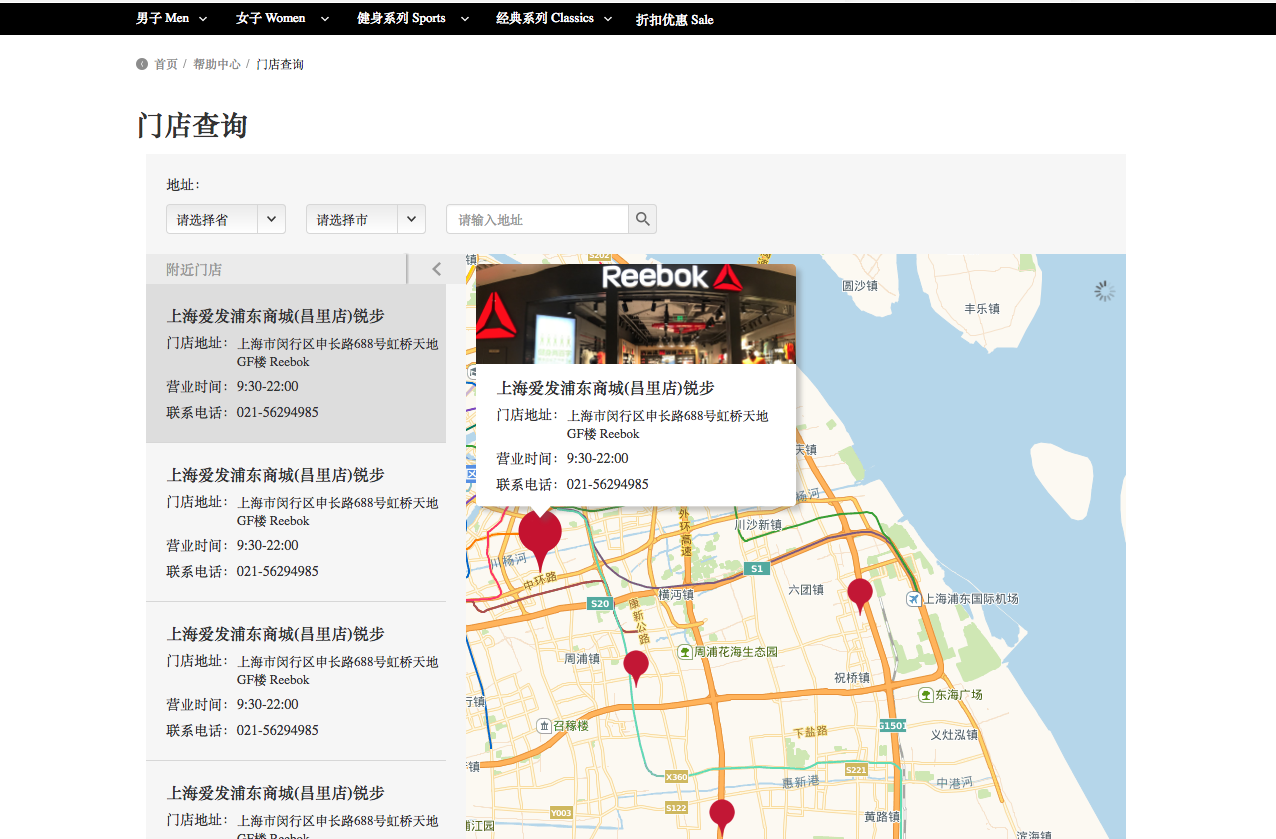 男子 Men
女子 Women
健身系列 Sports
经典系列 Classics
折扣优惠 Sale
首页 / 帮助中心 / 门店查询
门店查询
地址:
请选择省
请选择市
请输入地址
附近门店
上海爱发浦东商城(昌里店)锐步
门店地址: 上海市闵行区申长路688号虹桥天地
GF楼 Reebok
营业时间: 9:30-22:00
联系电话: 021-56294985
上海爱发浦东商城(昌里店)锐步
门店地址: 上海市闵行区申长路688号虹桥天地
GF楼 Reebok
营业时间: 9:30-22:00
联系电话: 021-56294985
上海爱发浦东商城(昌里店)锐步
门店地址: 上海市闵行区申长路688号虹桥天地
GF楼 Reebok
营业时间: 9:30-22:00
联系电话: 021-56294985
上海爱发浦东商城(昌里店)锐步
门店地址: 上海市闵行区申长路688号虹桥天地
GF楼 Reebok
Reebok
上海爱发浦东商城(昌里店)锐步
门店地址: 上海市闵行区申长路688号虹桥天地
GF楼 Reebok
营业时间: 9:30-22:00
联系电话: 021-56294985
镇
S202
圆沙镇
丰乐镇
庆镇
杨河
外环高速
川沙新镇
川杨河
中环路
S1
S20
横沔镇
康新公路
六团镇
上海浦东国际机场
周浦镇
周浦花海生态园
祝桥镇
东海广场
行镇
召稼楼
下盐路
G1501
义灶泓镇
镇
X360
惠新港
S221
中港河
Y003
S122
黄路镇
浦江园
滨海镇